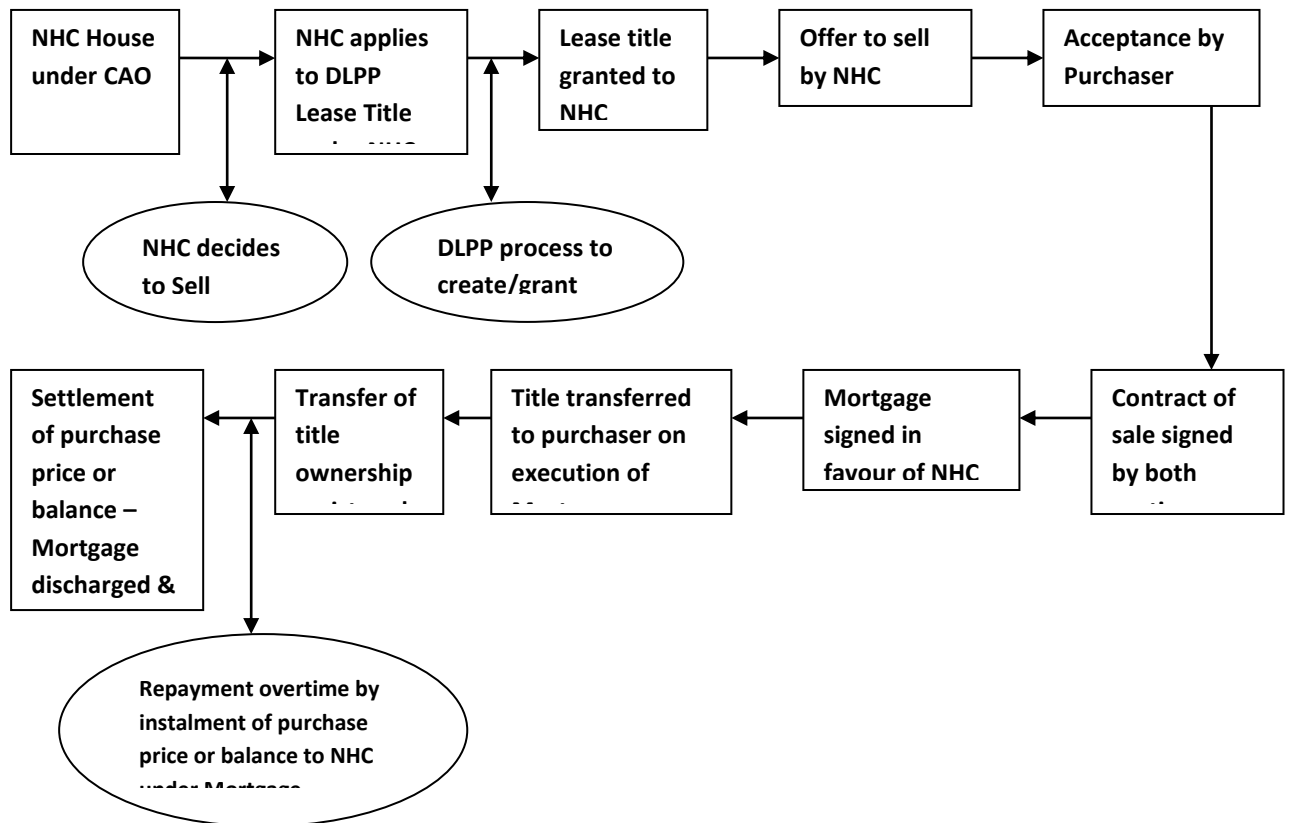 NHC House
under CAO
NHC applies
to DLPP
Lease Title
Lease title
granted to
NHC
Offer to sell
by NHC
Acceptance by
Purchaser
NHC decides
to Sell
DLPP process to
create/grant
Contract of
sale signed
by both
Mortgage
signed in
favour of NHC
Title transferred
to purchaser on
execution of
Transfer of
title
ownership
Settlement
of purchase
price or
balance –
Mortgage
discharged &
Repayment overtime by
instalment of purchase
price or balance to NHC
under Mortgage